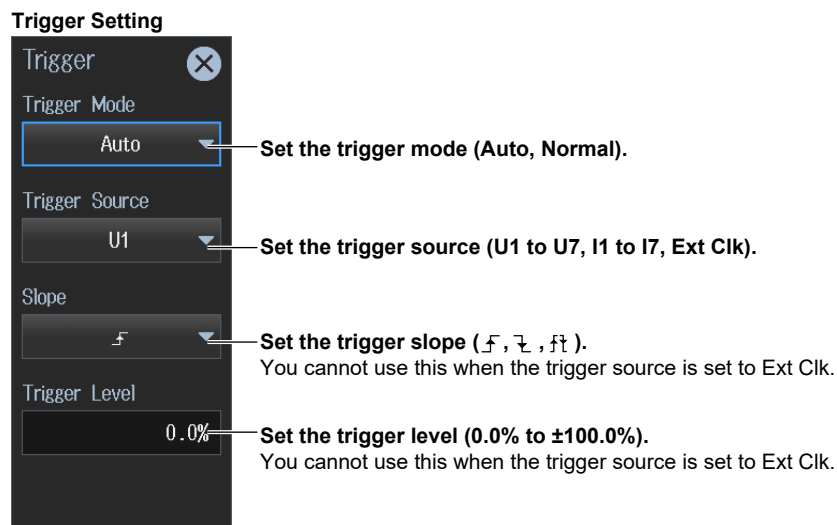 Trigger Setting
Trigger
Trigger Mode
Auto
Set the trigger mode (Auto, Normal).
Trigger Source
U1
Set the trigger source (U1 to U7, I1 to I7, Ext Clk).
Slope
Set the trigger slope ( , , ).
You cannot use this when the trigger source is set to Ext Clk.
Trigger Level
0.0%
Set the trigger level (0.0% to ±100.0%).
You cannot use this when the trigger source is set to Ext Clk.